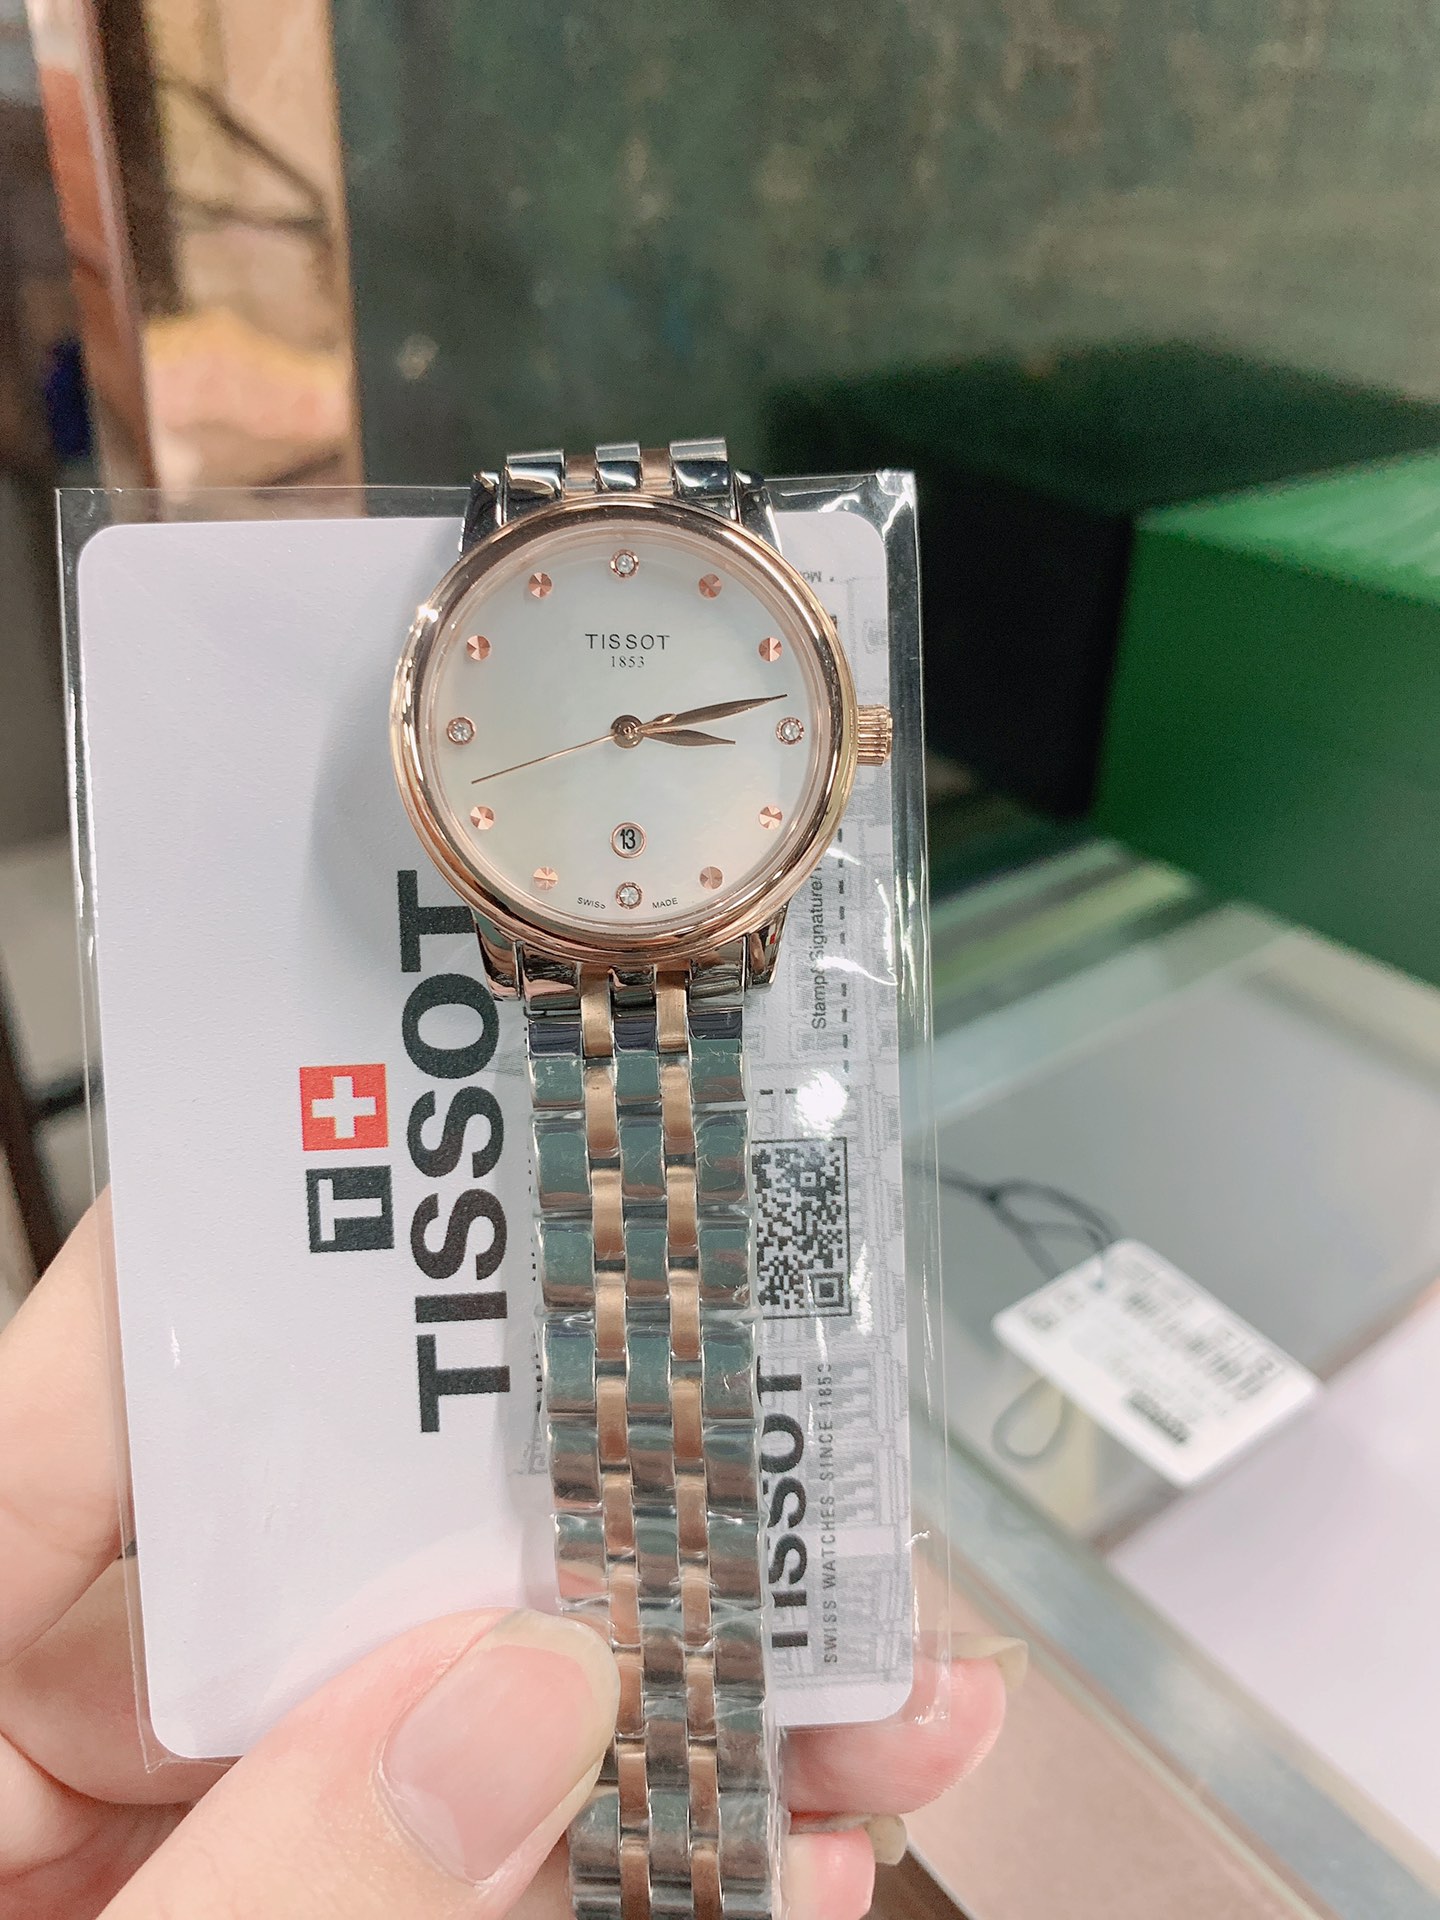 TISSOT
1853
13
SWISS MADE
T+
TISSOT
Stamp&Signature/
TISSOT
SWISS WATCHES SINCE 1853